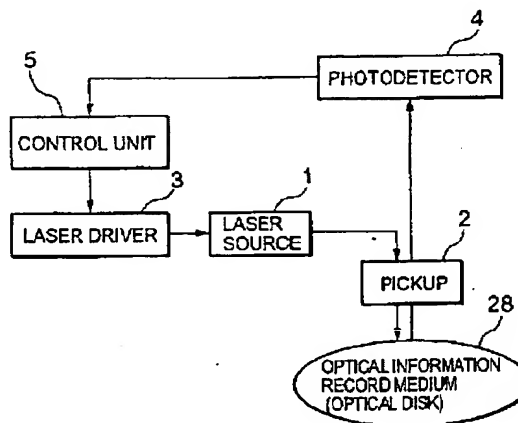 4
PHOTODETECTOR
5
CONTROL UNIT
3
LASER DRIVER
1
LASER
SOURCE
2
PICKUP
28
OPTICAL INFORMATION
RECORD MEDIUM
(OPTICAL DISK)